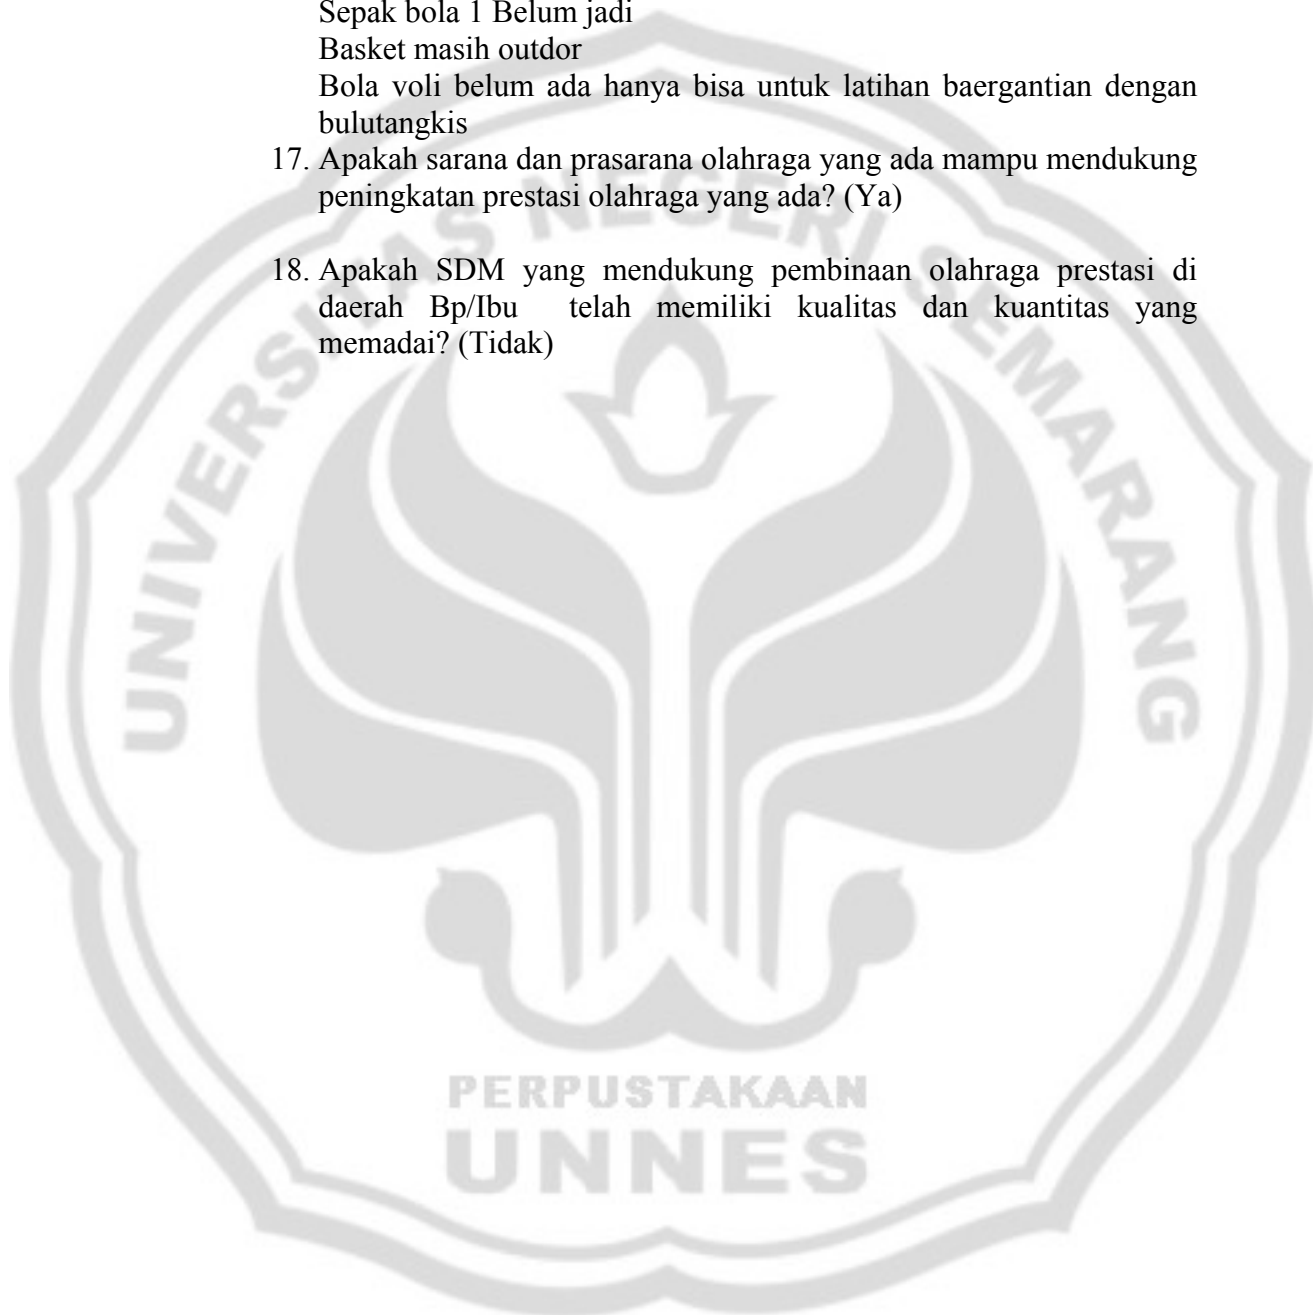 Sepak bola 1 Belum jadi
Basket masih outdor
Bola voli belum ada hanya bisa untuk latihan baergantian dengan
bulutangkis
17. Apakah sarana dan prasarana olahraga yang ada mampu mendukung
peningkatan prestasi olahraga yang ada? (Ya)
18. Apakah SDM yang mendukung pembinaan olahraga prestasi di
daerah Bp/Ibu telah memiliki kualitas dan kuantitas yang
memadai? (Tidak)
UNIVERSITAS NEGERI SEMARANG
PERPUSTAKAAN
UNNES